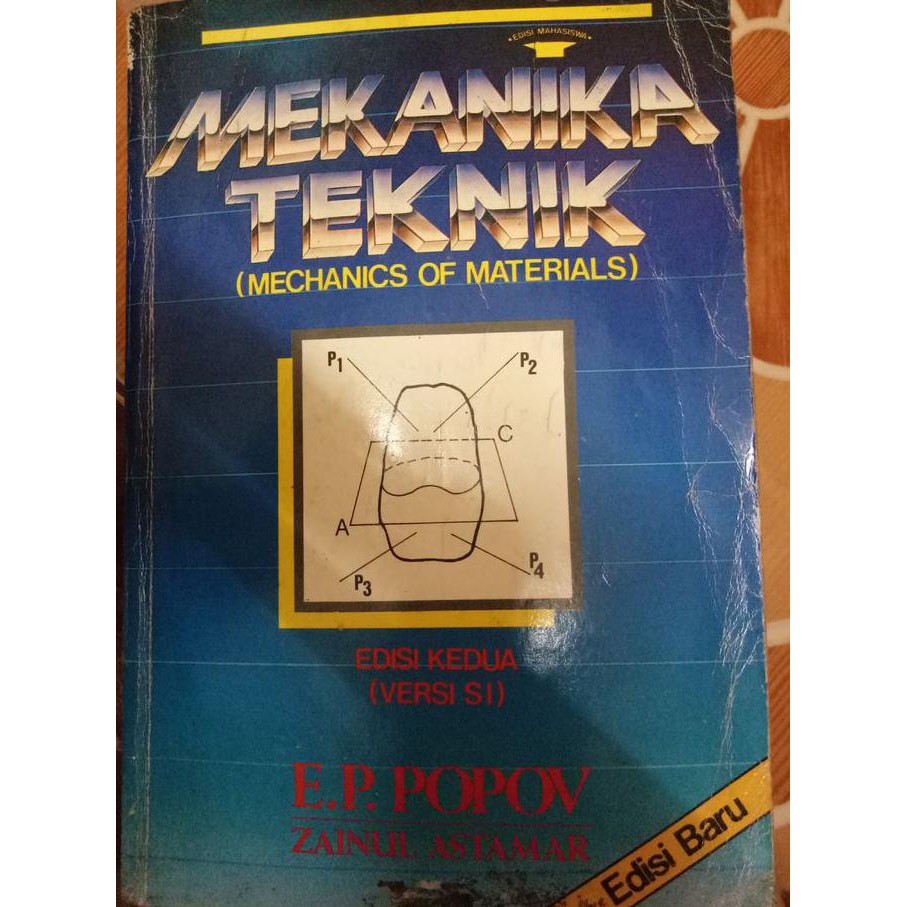 •EDISI MAHASISWA•
MEKANIKA
TEKNIK
(MECHANICS OF MATERIALS)
P1
P2
C
A
P3
P4
EDISI KEDUA
(VERSI SI)
E.P. POPOV
ZAINUL ASTAMAR
Edisi Baru